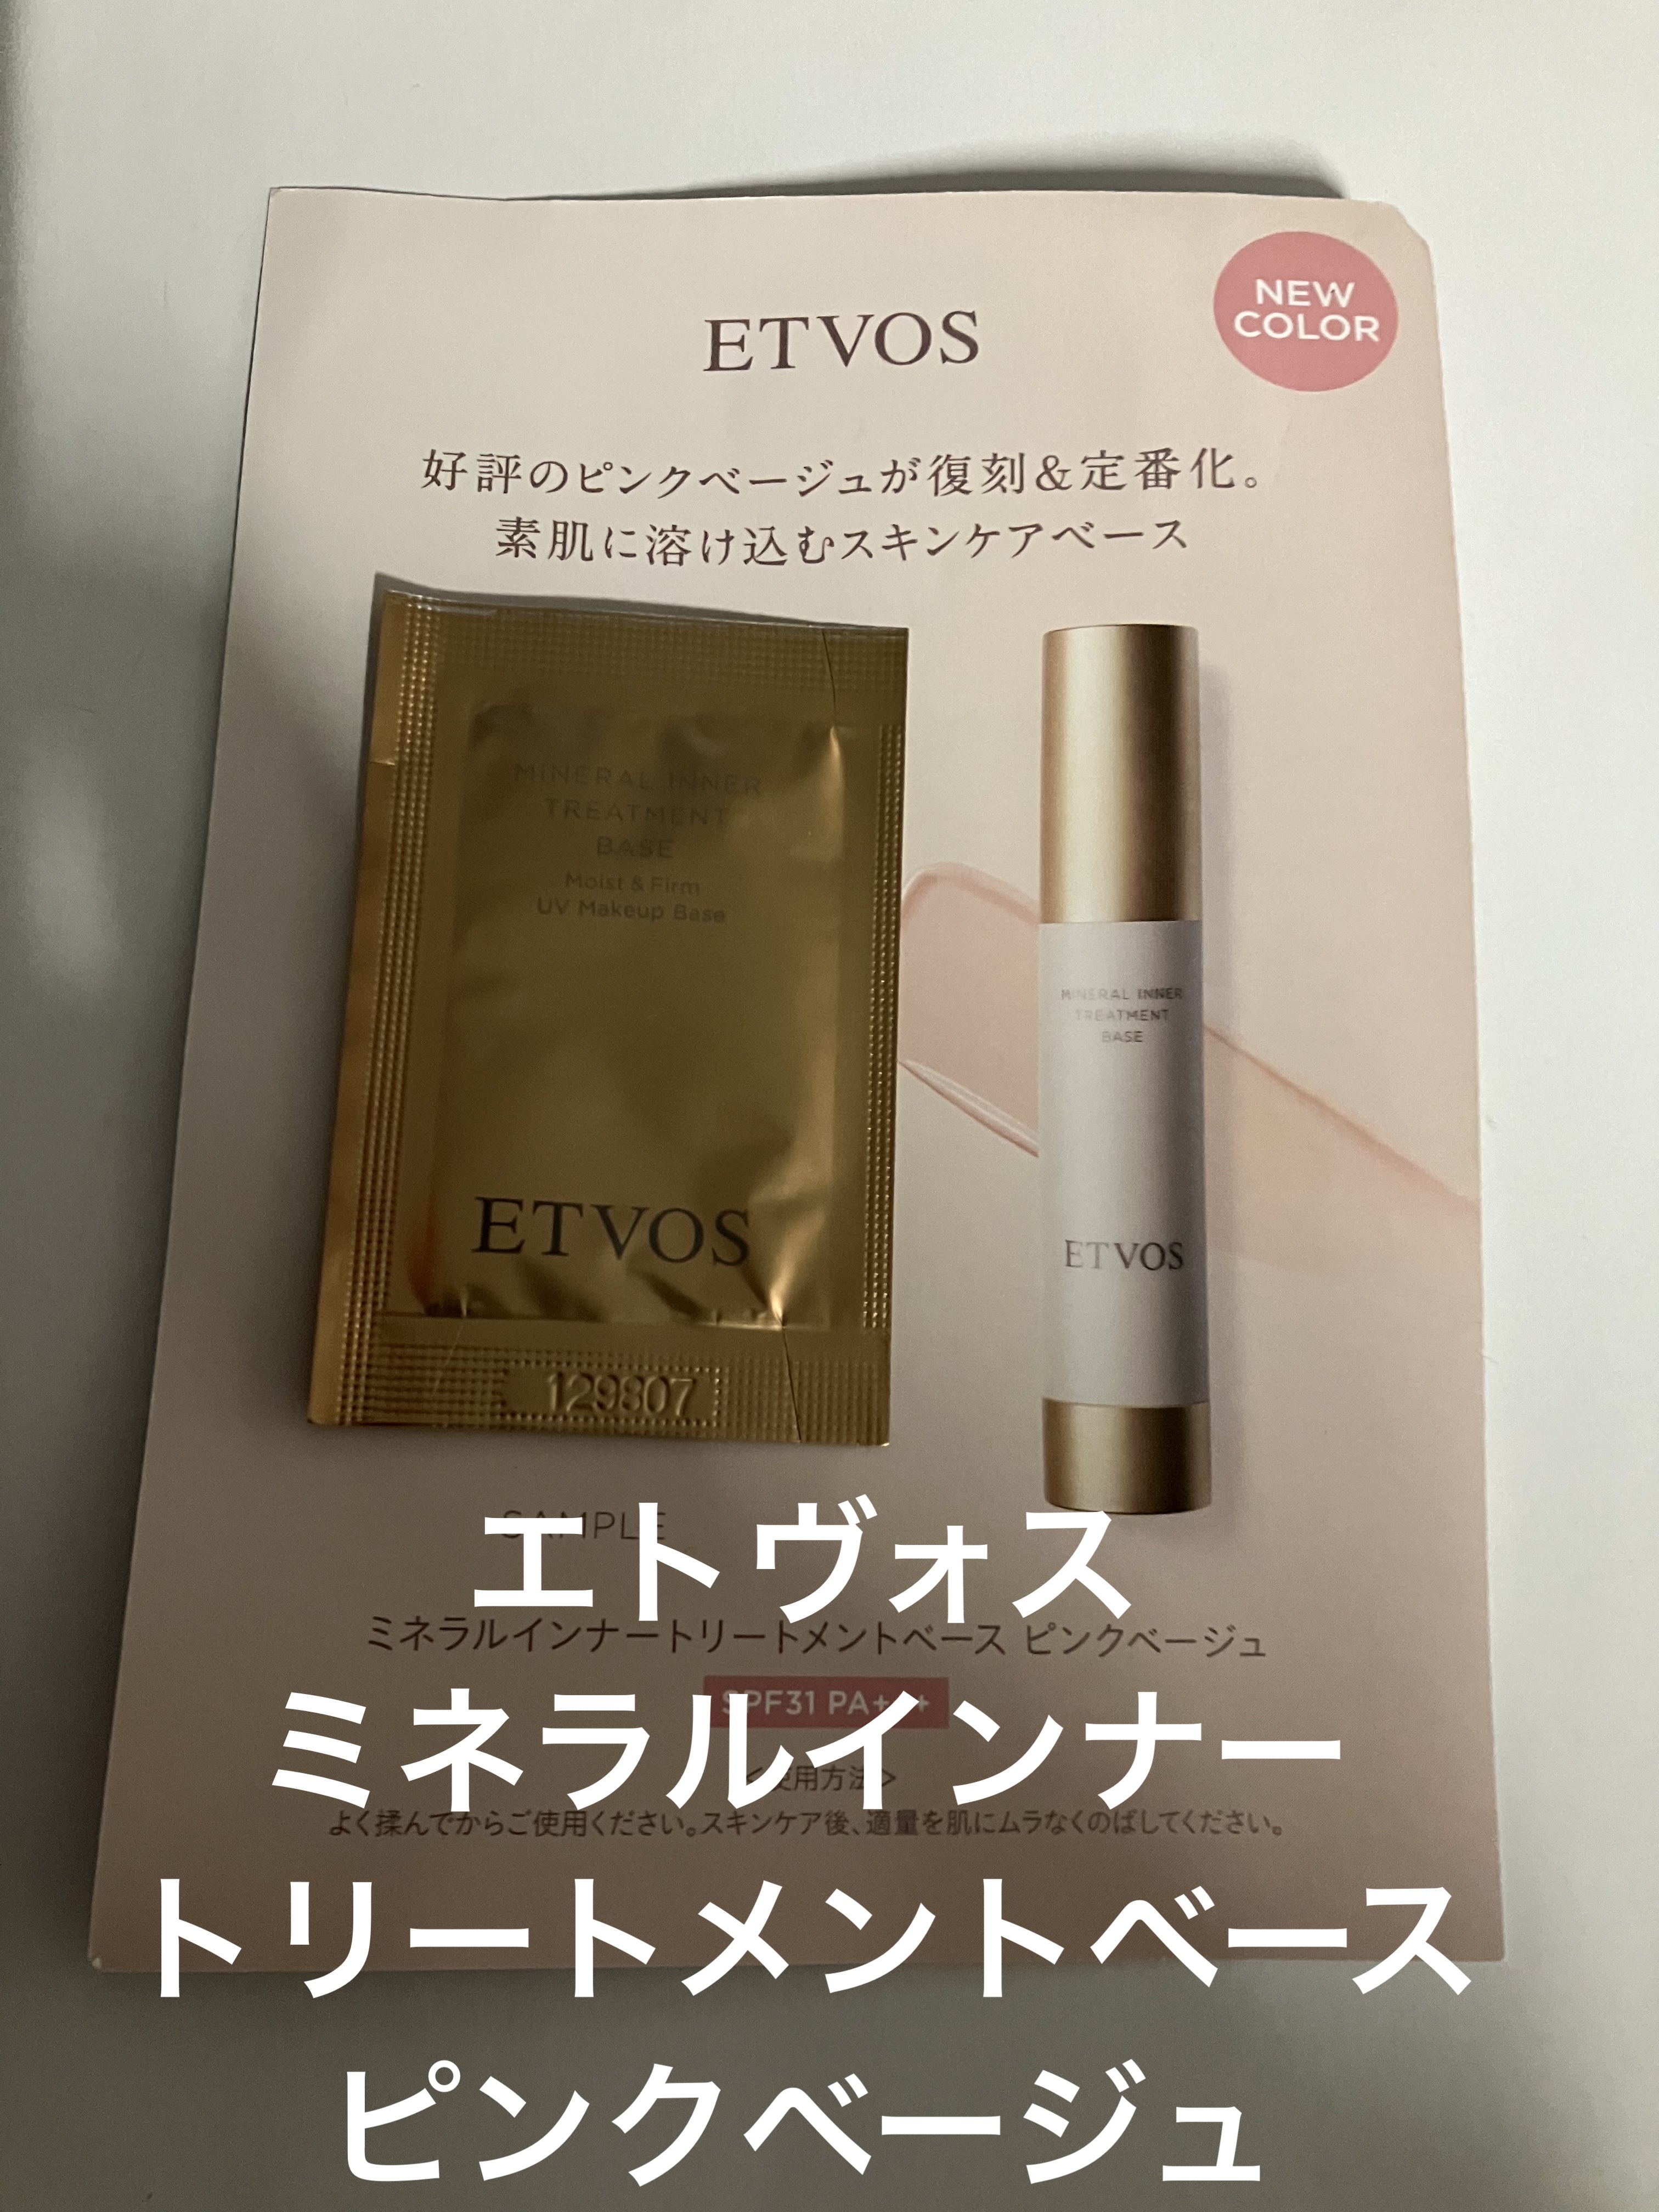 NEW
COLOR
ETVOS
好評のピンクベージュが復刻&定番化。
素肌に溶け込むスキンケアベース
MINERAL INNER
TREATMENT
BASE
Moist & Firm
UV Makeup Base
ETVOS
129807
MINERAL INNER
TREATMENT
BASE
ETVOS
SAMPLE
エトヴォス
ミネラルインナートリートメントベース ピンクベージュ
SPF31 PA+++
ミネラルインナー
<使用方法>
よく揉んでからご使用ください。スキンケア後、適量を肌にムラなくのばしてください。
トリートメントベース
ピンクベージュ